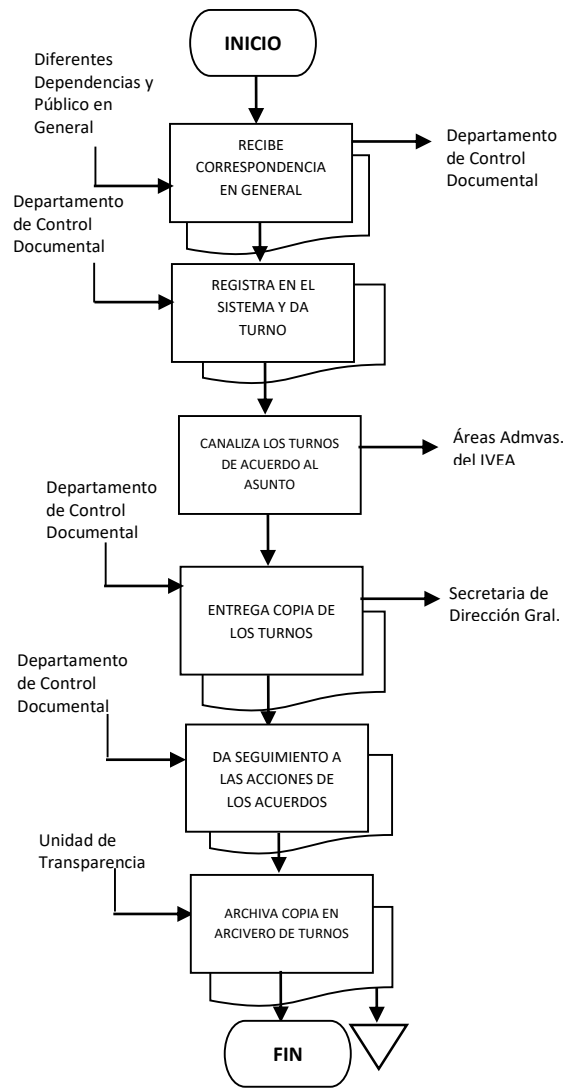 INICIO
Diferentes
Dependencias y
Público en
General
RECIBE
CORRESPONDENCIA
EN GENERAL
Departamento
de Control
Documental
Departamento
de Control
Documental
REGISTRA EN EL
SISTEMA Y DA
TURNO
CANALIZA LOS TURNOS
DE ACUERDO AL
ASUNTO
Áreas Admvas.
del IVEA
Departamento
de Control
Documental
ENTREGA COPIA DE
LOS TURNOS
Secretaria de
Dirección Gral.
Departamento
de Control
Documental
DA SEGUIMIENTO A
LAS ACCIONES DE
LOS ACUERDOS
Unidad de
Transparencia
ARCHIVA COPIA EN
ARCIVERO DE TURNOS
FIN